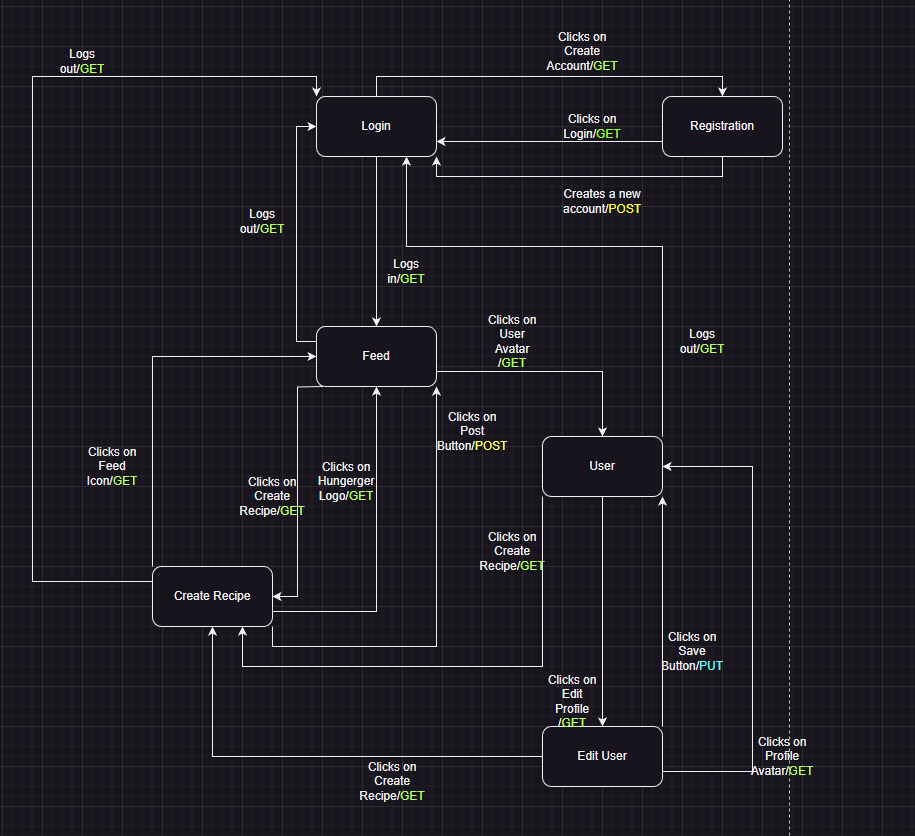 Clicks on
Create
Account/GET
Logs
out/GET
Login
Registration
Clicks on
Login/GET
Creates a new
account/POST
Logs
out/GET
Logs
in/GET
Clicks on
User
Avatar
/GET
Logs
out/GET
Feed
Clicks on
Post
Button/POST
Clicks on
Feed
Icon/GET
Clicks on
Hungerger
Logo/GET
Clicks on
Create
Recipe/GET
User
Clicks on
Create
Recipe/GET
Create Recipe
Clicks on
Save
Button/PUT
Clicks on
Edit
Profile
/GET
Edit User
Clicks on
Profile
Avatar/GET
Clicks on
Create
Recipe/GET